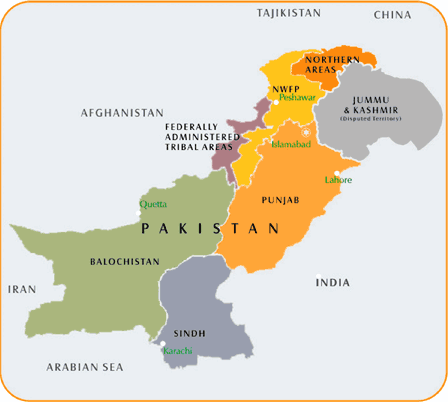 TAJIKISTAN
CHINA
NORTHERN
AREAS
NWFP
Peshawar
JUMMU
& KASHMIR
(Disputed Territory)
AFGHANISTAN
FEDERALLY
ADMINISTERED
TRIBAL AREAS
Islamabad
Lahore
PUNJAB
Quetta
PAKISTAN
BALOCHISTAN
INDIA
IRAN
SINDH
Karachi
ARABIAN SEA